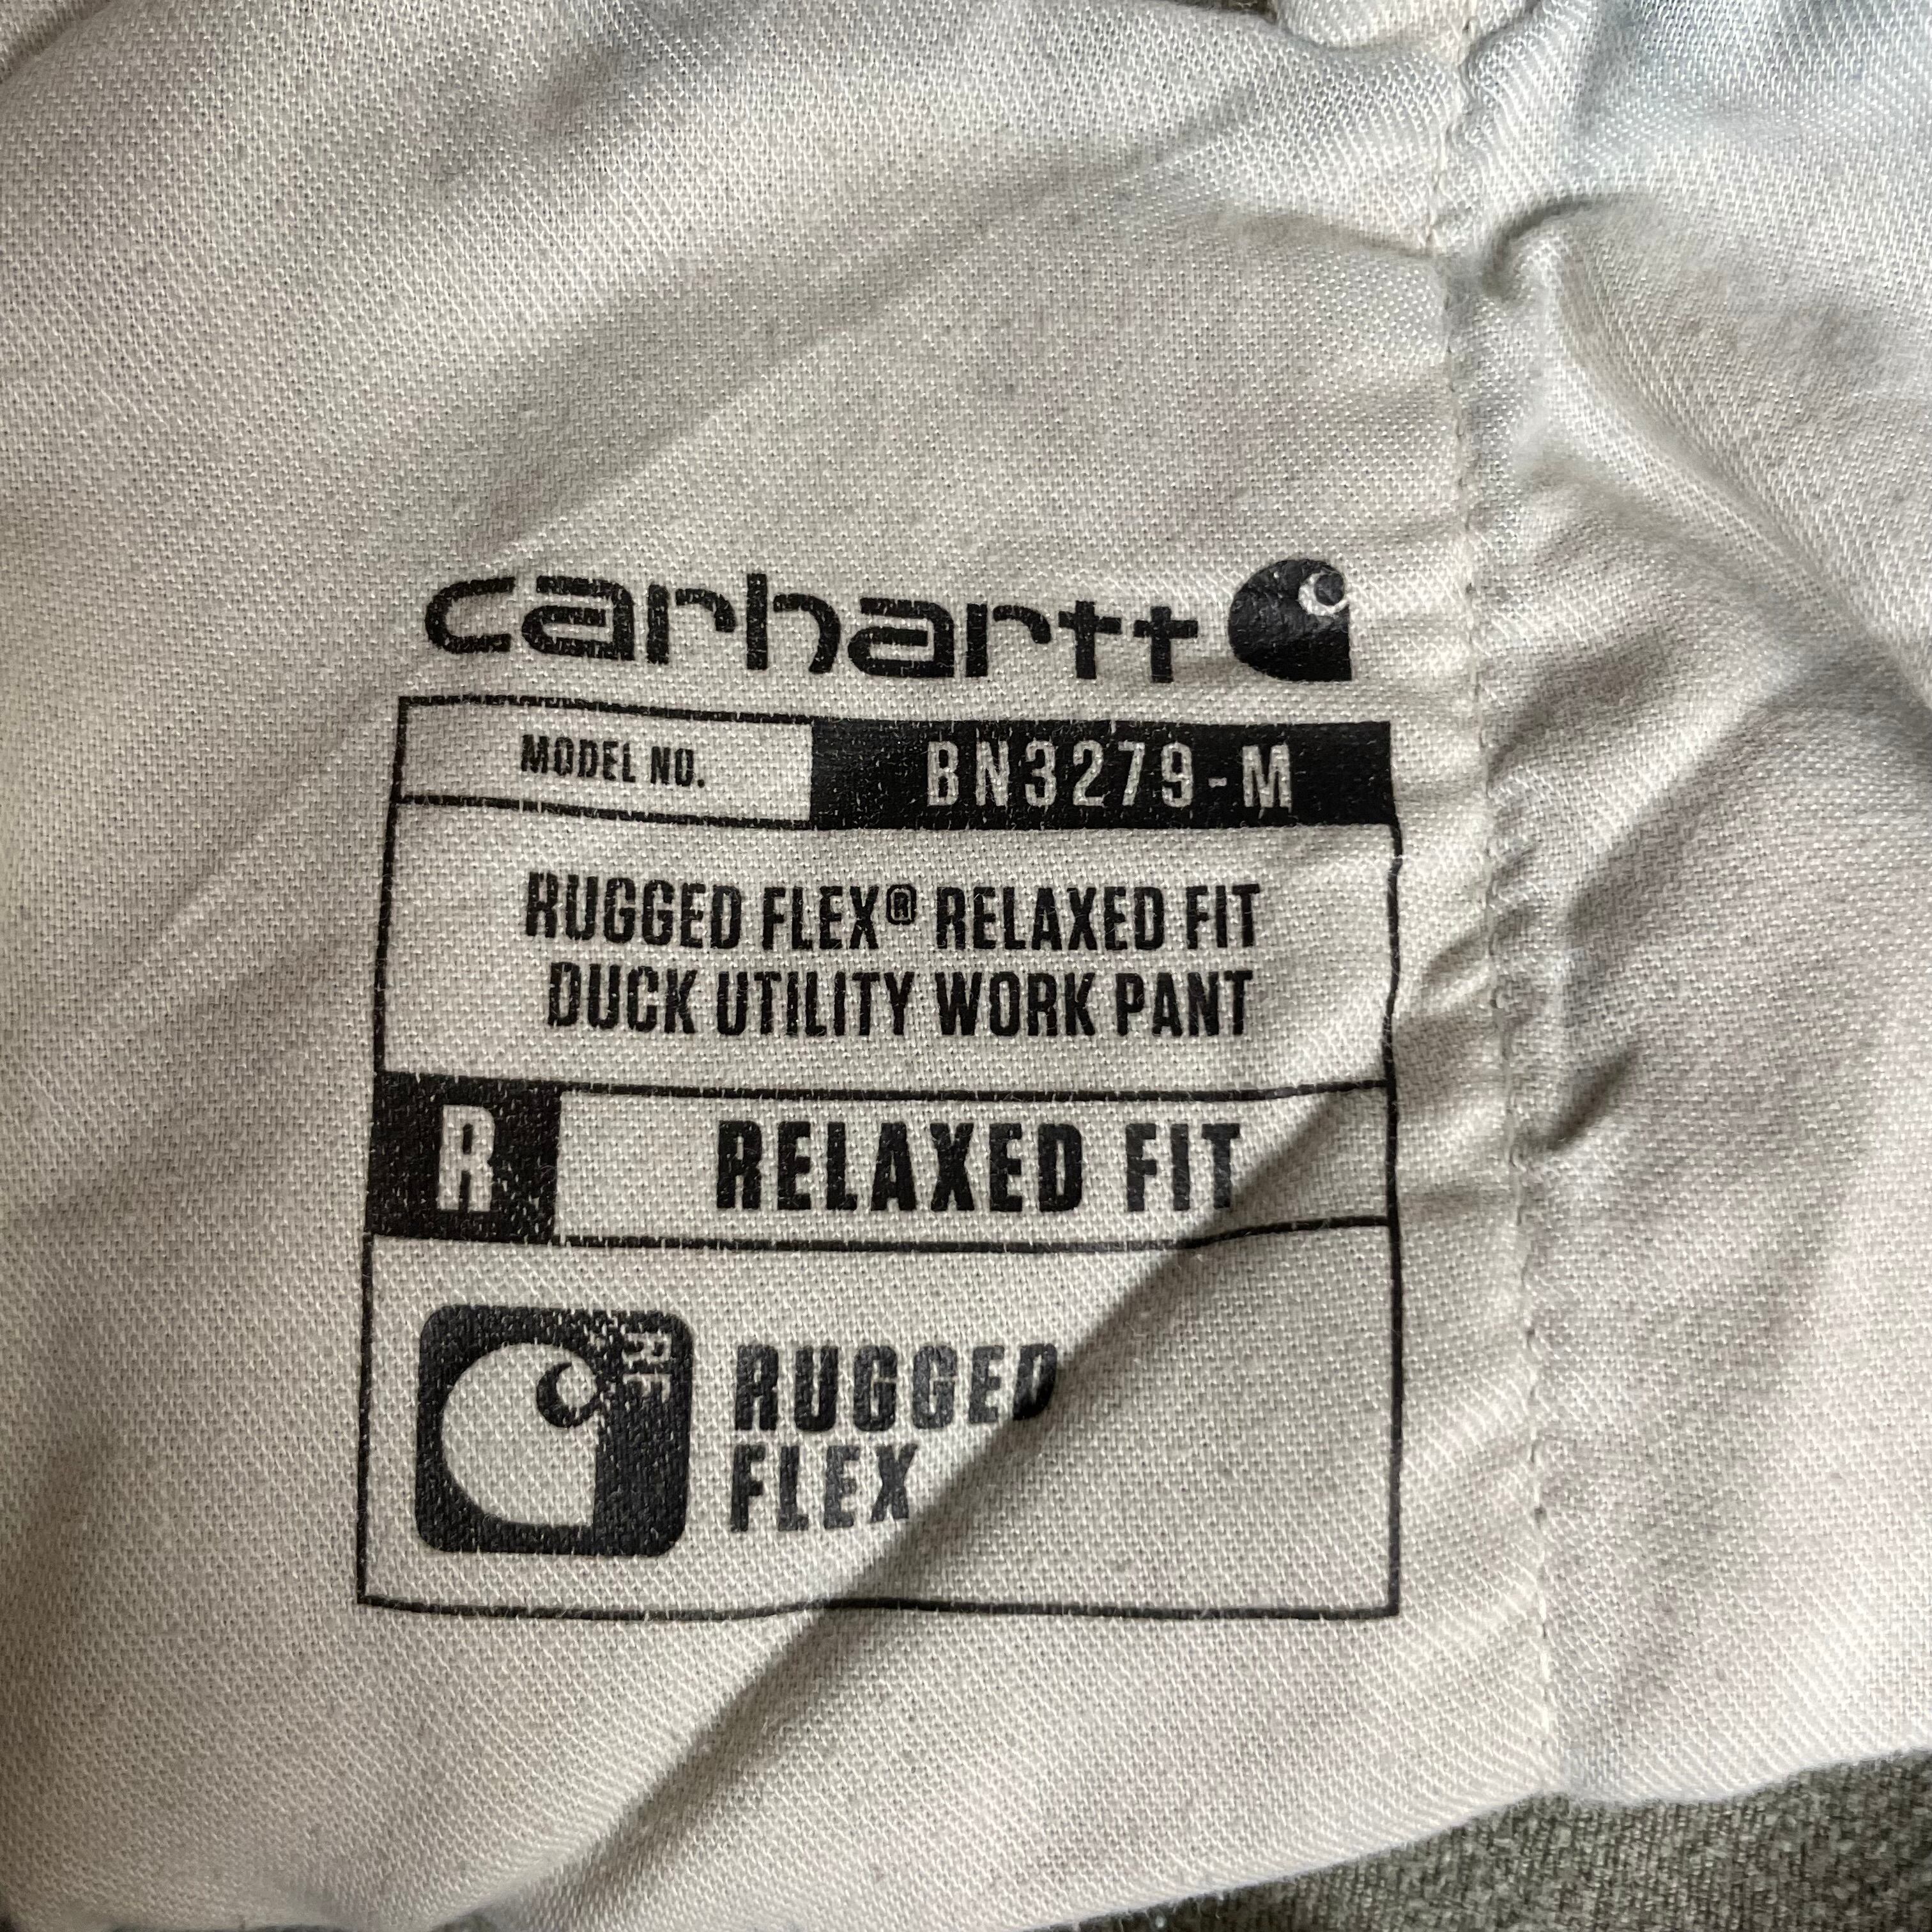 carhartt
MODEL NO. BN3279-M
RUGGED FLEX® RELAXED FIT
DUCK UTILITY WORK PANT
R RELAXED FIT
RF
RUGGED
FLEX